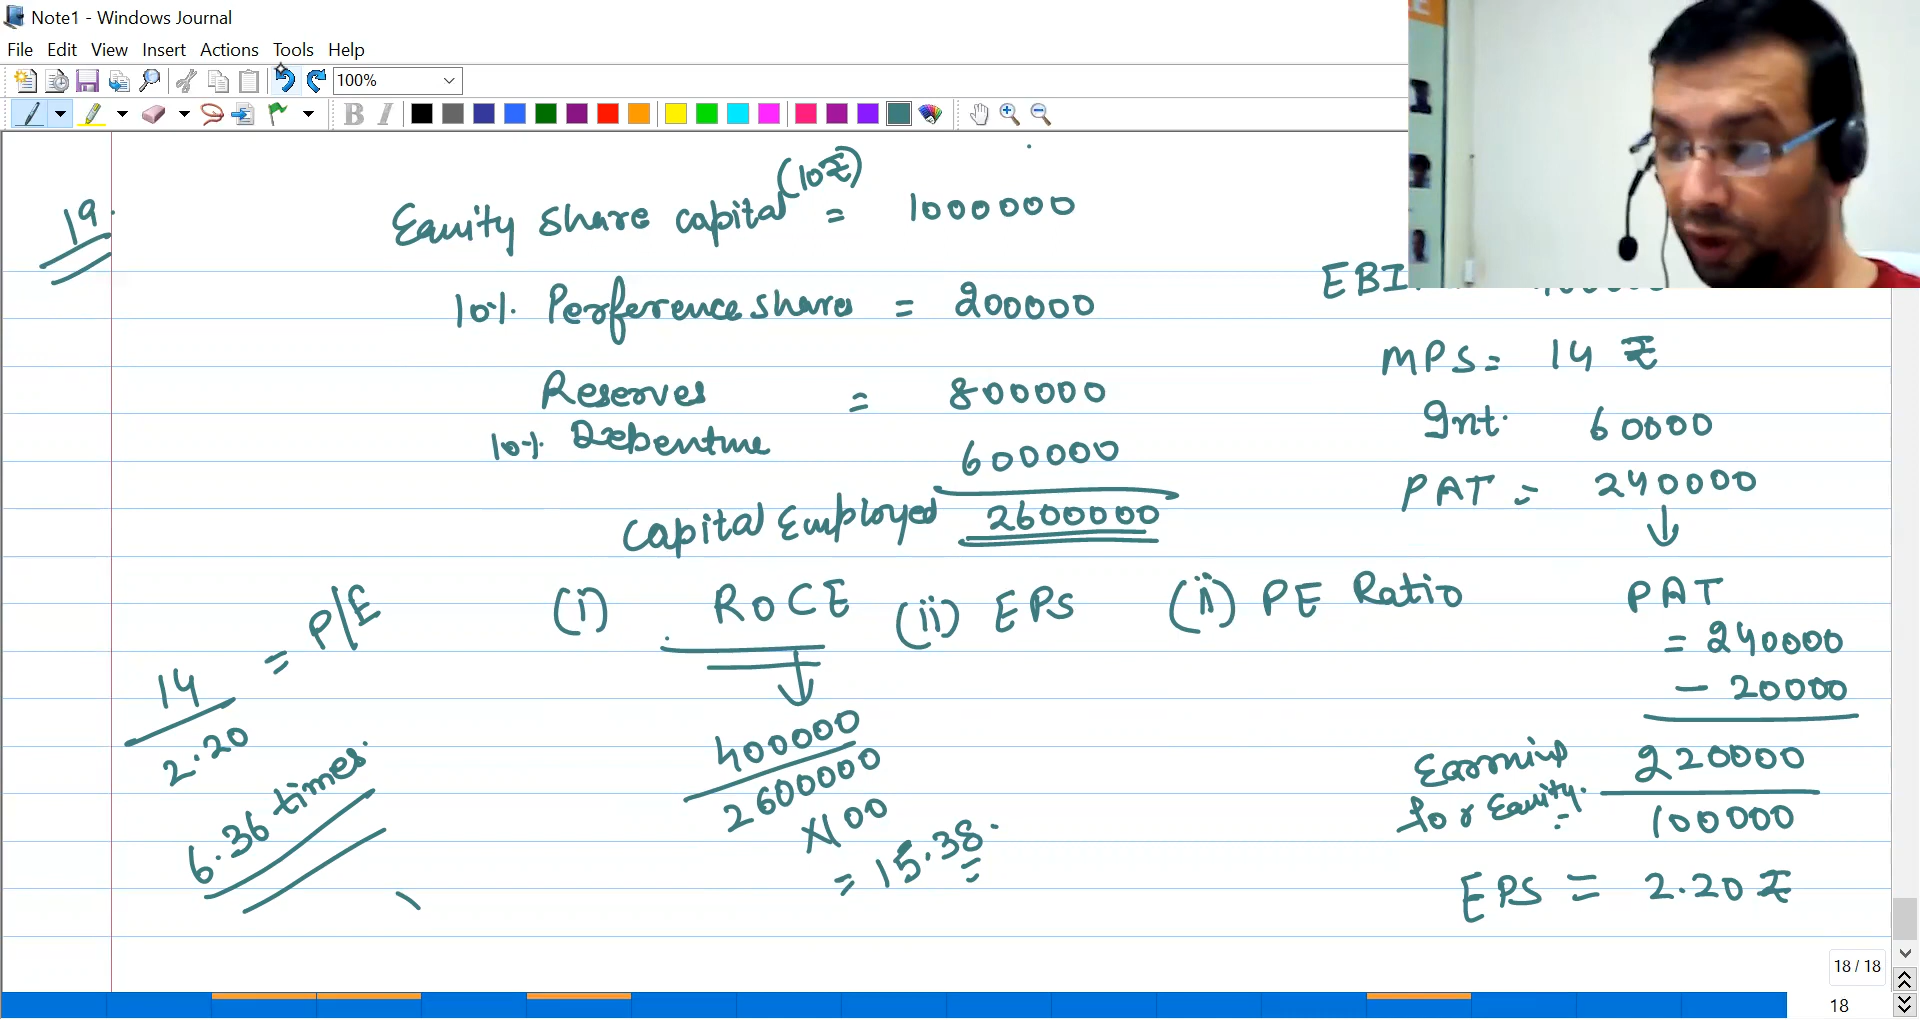 Note1 - Windows Journal
File Edit View Insert Actions Tools Help
100%
B I
19.
Equity Share capital (10₹) = 1000000
10%. Perference share = 200000
Reserves = 800000
10%. Debenture 600000
Capital Employed 2600000
EBI
MPS = 14 ₹
Int. 60000
PAT = 240000
(i) ROCE (ii) EPS (ii) PE Ratio
PAT
= 240000
- 20000
Earning for Equity. 220000
100000
EPS = 2.20 ₹
14
2.20
= P/E
6.36 times.
400000
2600000
X100
= 15.38.
18 / 18
18